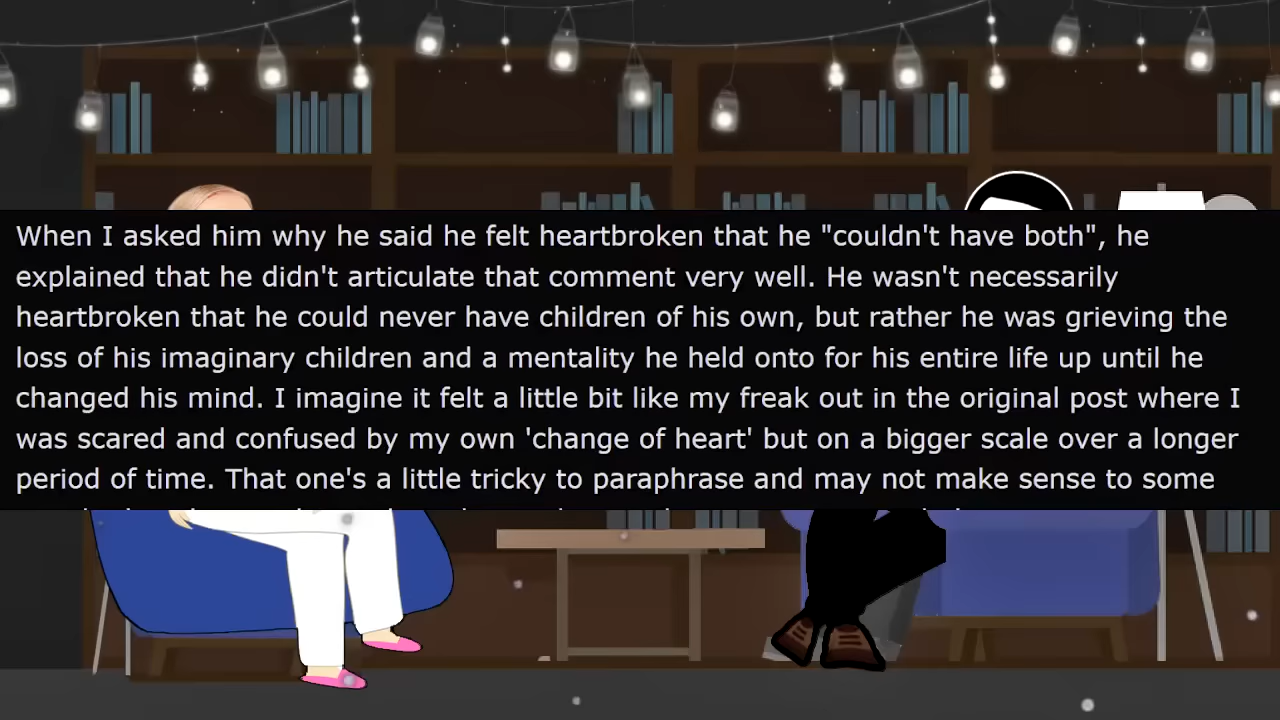 When I asked him why he said he felt heartbroken that he "couldn't have both", he
explained that he didn't articulate that comment very well. He wasn't necessarily
heartbroken that he could never have children of his own, but rather he was grieving the
loss of his imaginary children and a mentality he held onto for his entire life up until he
changed his mind. I imagine it felt a little bit like my freak out in the original post where I
was scared and confused by my own 'change of heart' but on a bigger scale over a longer
period of time. That one's a little tricky to paraphrase and may not make sense to some